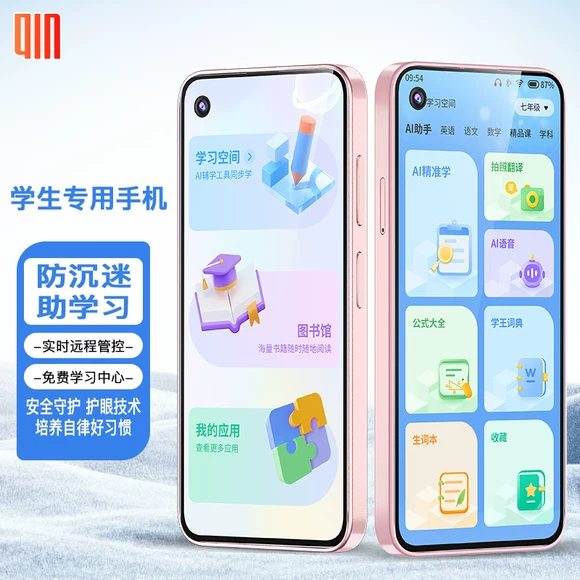 QIN
学生专用手机
防沉迷
助学习
实时远程管控
免费学习中心
安全守护 护眼技术
培养自律好习惯
学习空间
AI辅学工具同步学
图书馆
海量书籍随时随地阅读
我的应用
查看更多应用
09:54
87%
学习空间
七年级
AI助手 英语 语文 数学 精品课 学科
AI精准学
拍照翻译
AI语音
公式大全
学王词典
生词本
收藏